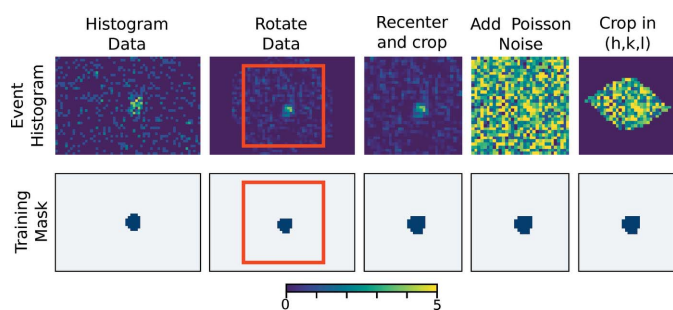 Histogram
Data
Rotate
Data
Recenter
and crop
Add Poisson
Noise
Crop in
(h,k,l)
Event
Histogram
Training
Mask
0
5